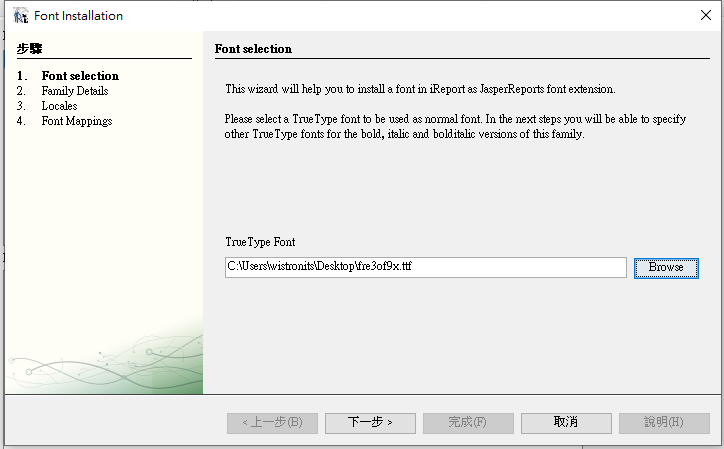 Font Installation
步驟
1. Font selection
2. Family Details
3. Locales
4. Font Mappings
Font selection
This wizard will help you to install a font in iReport as JasperReports font extension.
Please select a TrueType font to be used as normal font. In the next steps you will be able to specify
other TrueType fonts for the bold, italic and bolditalic versions of this family.
TrueType Font
C:\Users\wistronits\Desktop\fre3of9x.ttf
Browse
< 上一步(B)
下一步 >
完成(F)
取消
說明(H)